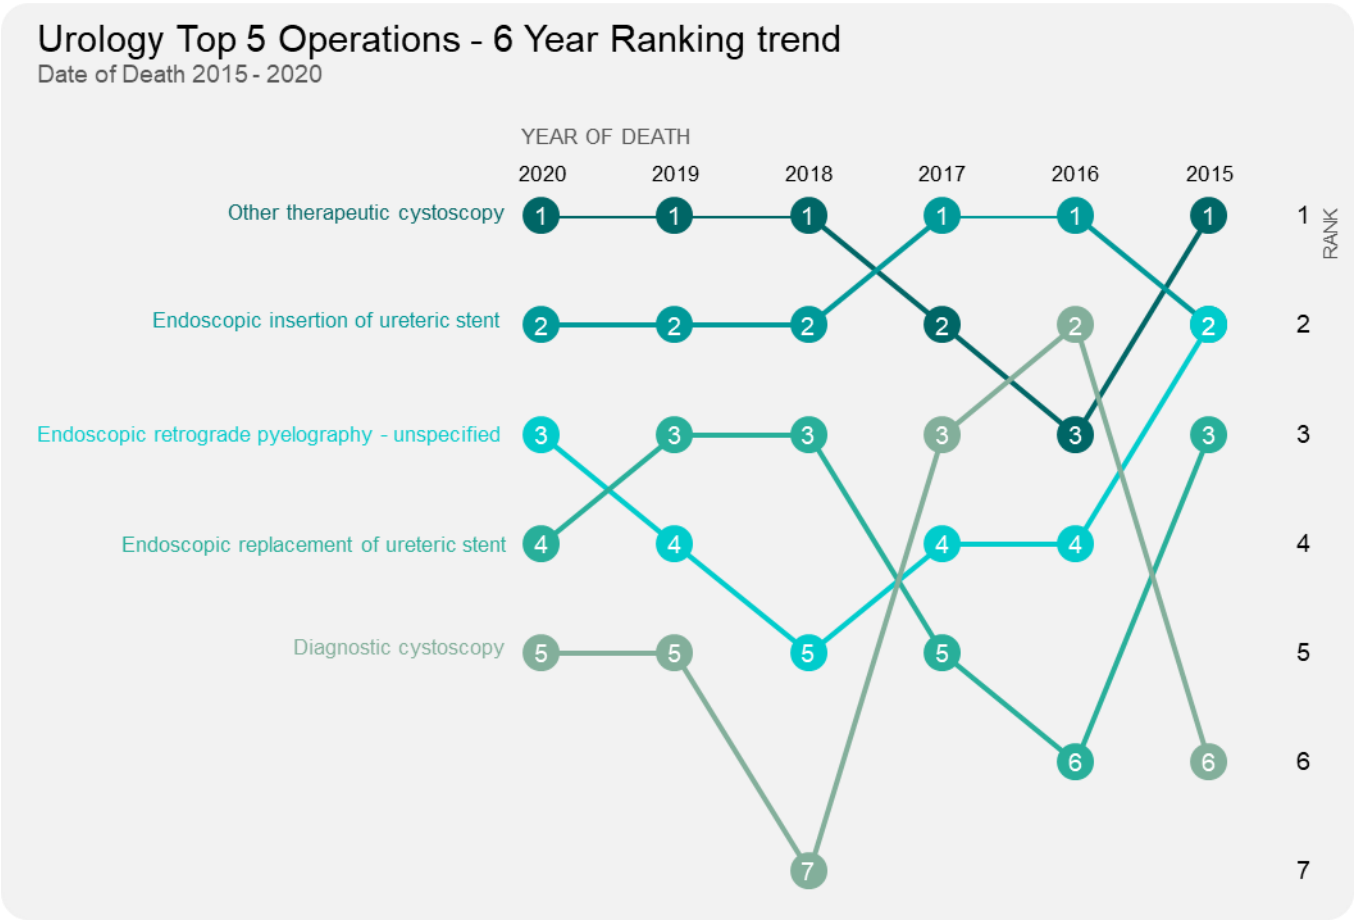 Urology Top 5 Operations - 6 Year Ranking trend
Date of Death 2015 - 2020
YEAR OF DEATH
2020 2019 2018 2017 2016 2015
Other therapeutic cystoscopy 1 1 1 1 1 1 1
RANK
Endoscopic insertion of ureteric stent 2 2 2 2 2 2 2
Endoscopic retrograde pyelography - unspecified 3 3 3 3 3 3 3
Endoscopic replacement of ureteric stent 4 4 4 4 4
Diagnostic cystoscopy 5 5 5 5 5
6 6 6
7 7